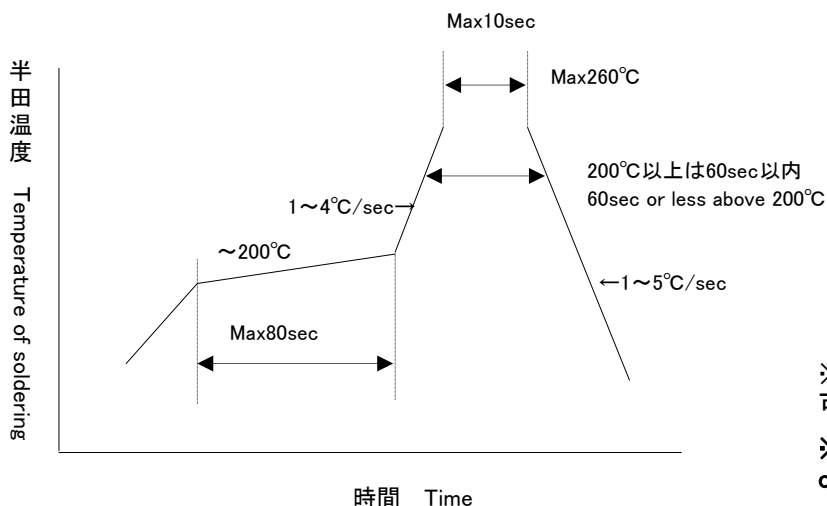 Max10sec
Max260℃
半田温度 Temperature of soldering
200℃以上は60sec以内
60sec or less above 200℃
1～4℃/sec→
～200℃
←1～5℃/sec
Max80sec
※
※
時間 Time